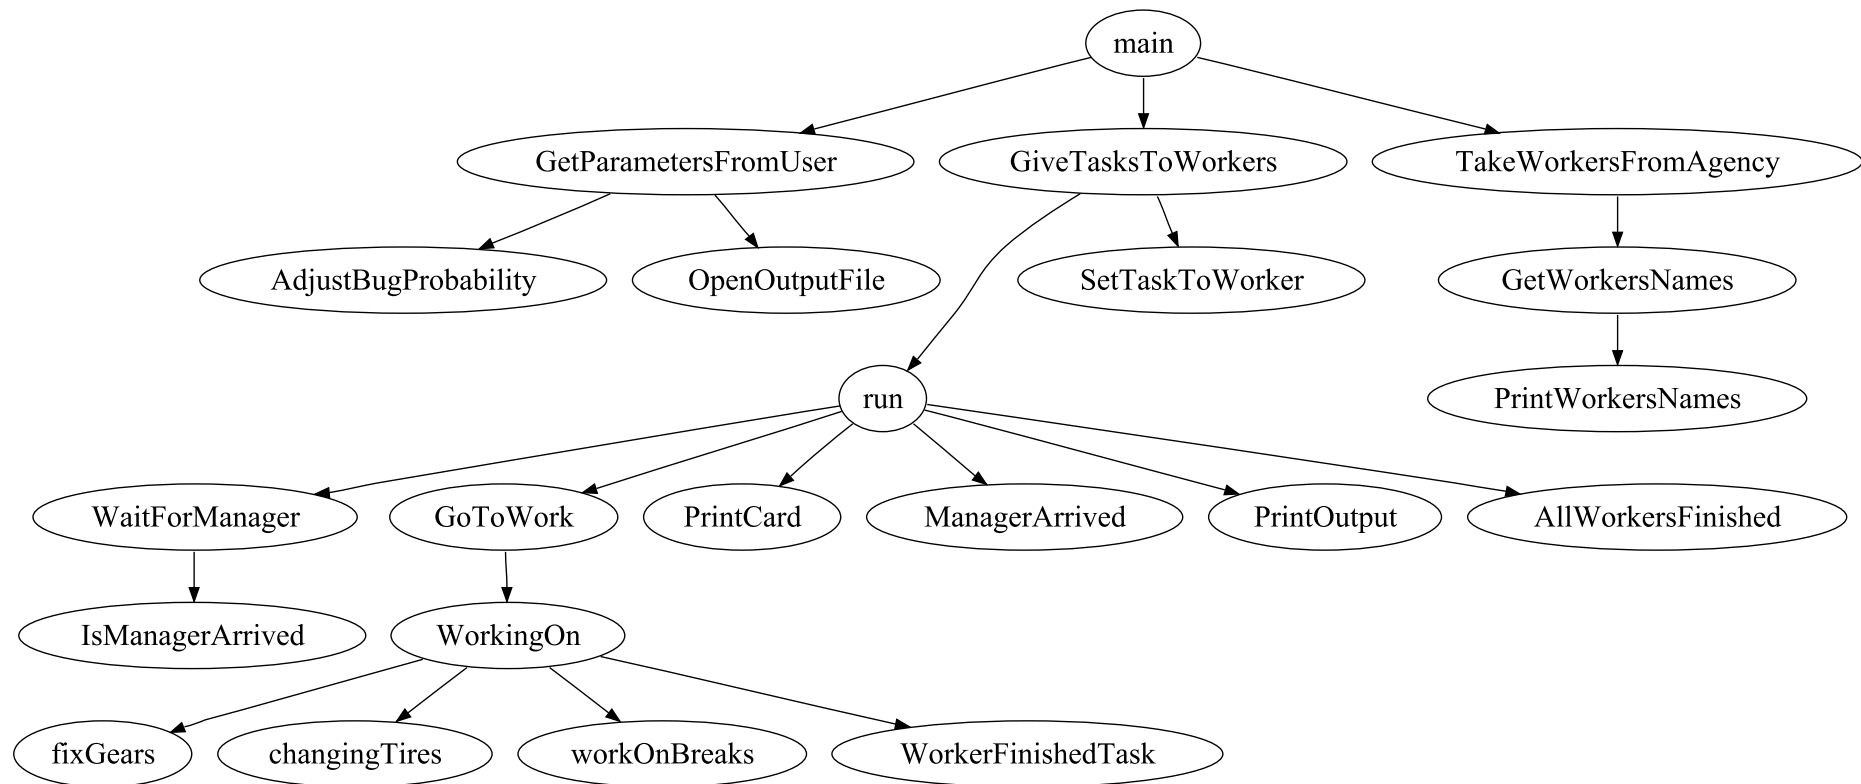 main
GetParametersFromUser
GiveTasksToWorkers
TakeWorkersFromAgency
AdjustBugProbability
OpenOutputFile
SetTaskToWorker
GetWorkersNames
run
PrintWorkersNames
WaitForManager
GoToWork
PrintCard
ManagerArrived
PrintOutput
AllWorkersFinished
IsManagerArrived
WorkingOn
fixGears
changingTires
workOnBreaks
WorkerFinishedTask